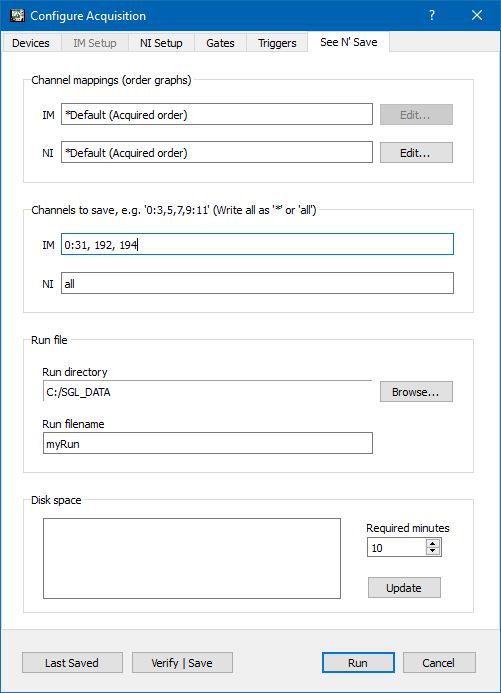 Configure Acquisition
? ×
Devices IM Setup NI Setup Gates Triggers See N' Save
Channel mappings (order graphs)
IM *Default (Acquired order) Edit...
NI *Default (Acquired order) Edit...
Channels to save, e.g. '0:3,5,7,9:11' (Write all as '*' or 'all')
IM 0:31, 192, 194
NI all
Run file
Run directory
C:/SGL_DATA Browse...
Run filename
myRun
Disk space
Required minutes
10
Update
Last Saved Verify | Save Run Cancel